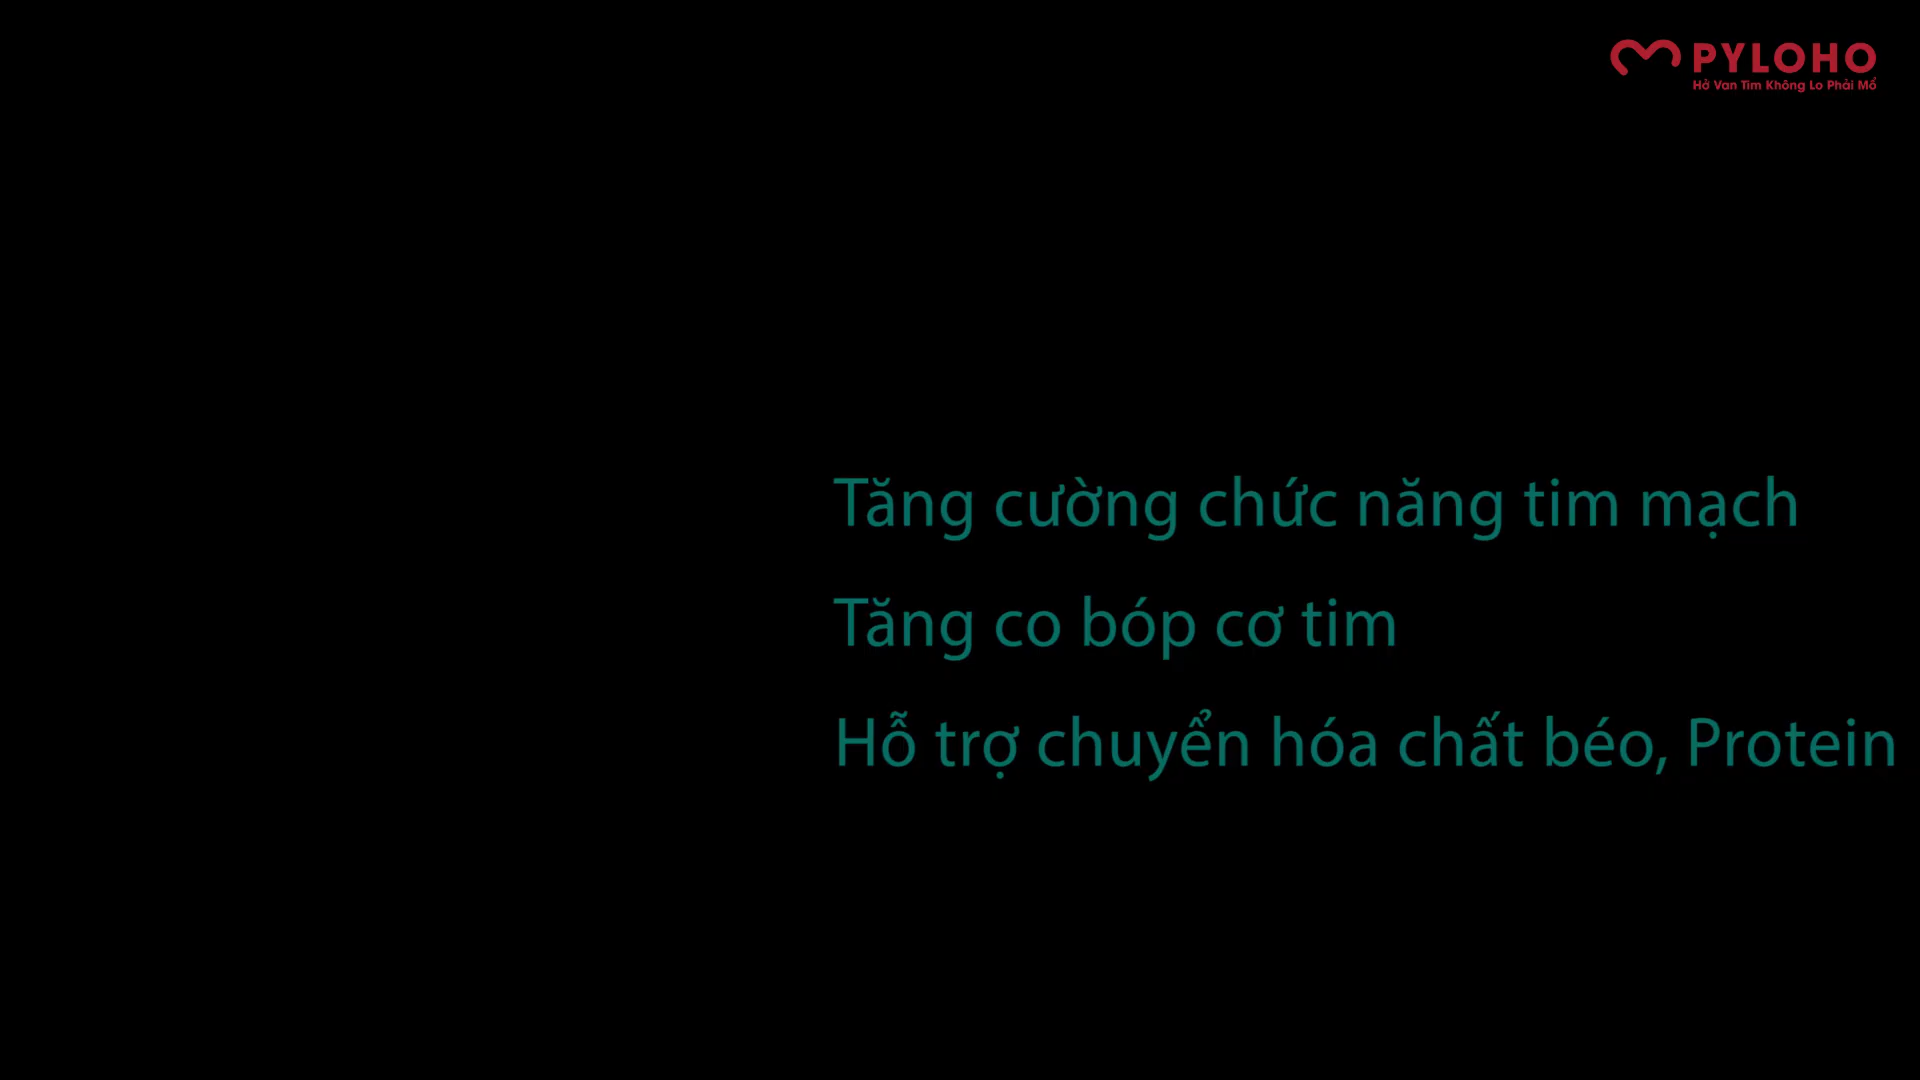 PYLOHO
Hở Van Tim Không Lo Phải Mổ
Tăng cường chức năng tim mạch
Tăng co bóp cơ tim
Hỗ trợ chuyển hóa chất béo, Protein